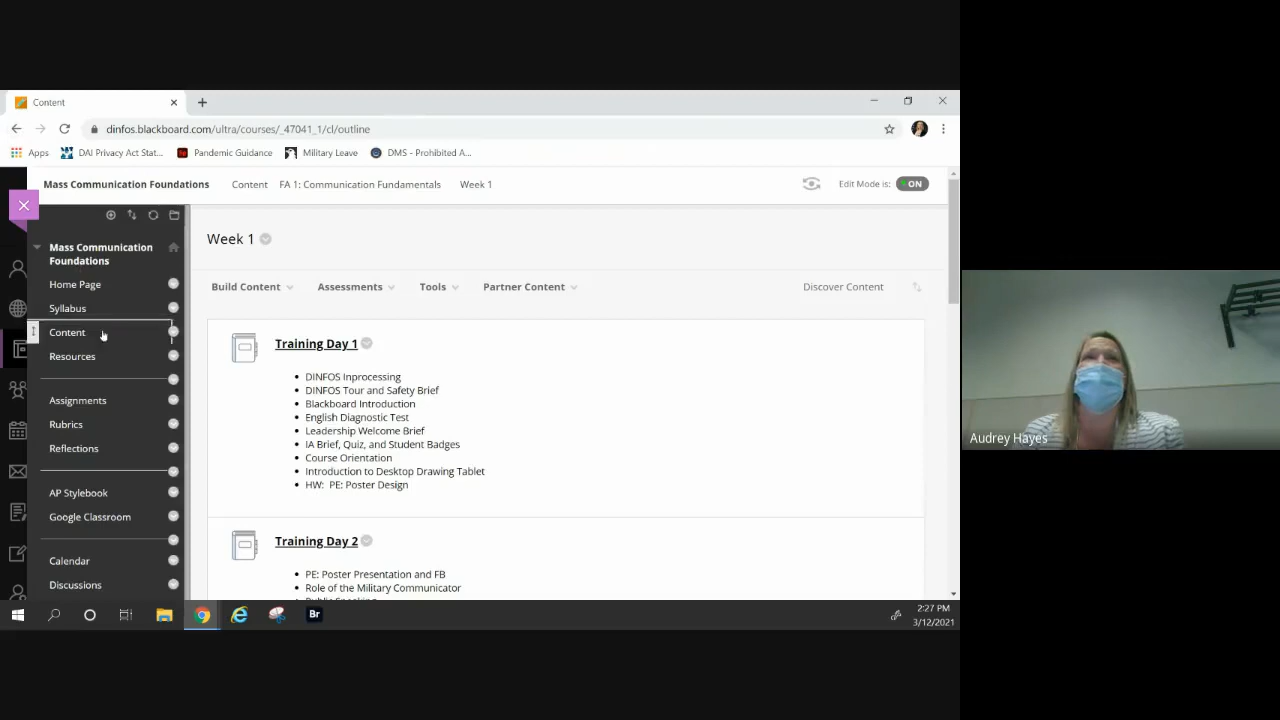 Content
dinfos.blackboard.com/ultra/courses/_47041_1/cl/outline
Apps DAI Privacy Act Stat... Pandemic Guidance Military Leave DMS - Prohibited A...
Mass Communication Foundations Content FA 1: Communication Fundamentals Week 1 Edit Mode is: ON
Mass Communication
Foundations
Home Page
Syllabus
Content
Resources
Assignments
Rubrics
Reflections
AP Stylebook
Google Classroom
Calendar
Discussions
Week 1
Build Content Assessments Tools Partner Content Discover Content
Training Day 1
• DINFOS Inprocessing
• DINFOS Tour and Safety Brief
• Blackboard Introduction
• English Diagnostic Test
• Leadership Welcome Brief
• IA Brief, Quiz, and Student Badges
• Course Orientation
• Introduction to Desktop Drawing Tablet
• HW: PE: Poster Design
Training Day 2
• PE: Poster Presentation and FB
• Role of the Military Communicator
• Public Speaking
Audrey Hayes
Br
2:27 PM
3/12/2021